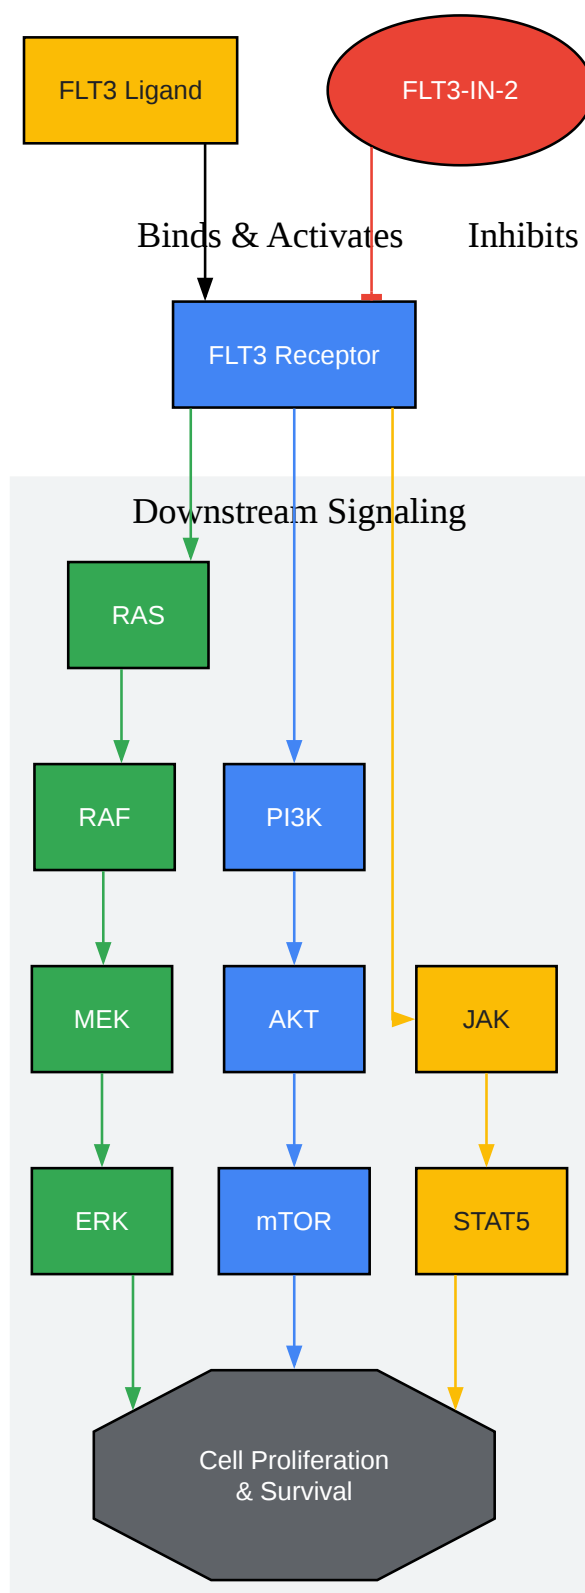 FLT3 Ligand
FLT3-IN-2
Binds & Activates
Inhibits
FLT3 Receptor
Downstream Signaling
RAS
RAF
PI3K
MEK
AKT
JAK
ERK
mTOR
STAT5
Cell Proliferation
& Survival